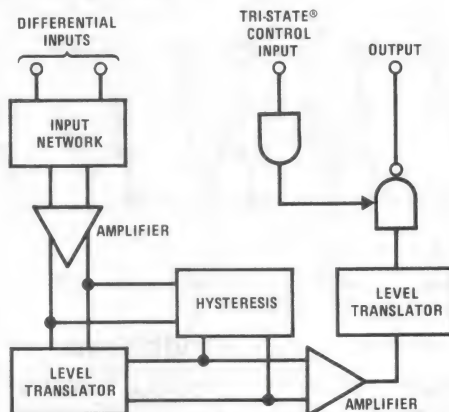 DIFFERENTIAL
INPUTS
TRI-STATE®
CONTROL
INPUT
OUTPUT
INPUT
NETWORK
AMPLIFIER
HYSTERESIS
LEVEL
TRANSLATOR
LEVEL
TRANSLATOR
AMPLIFIER